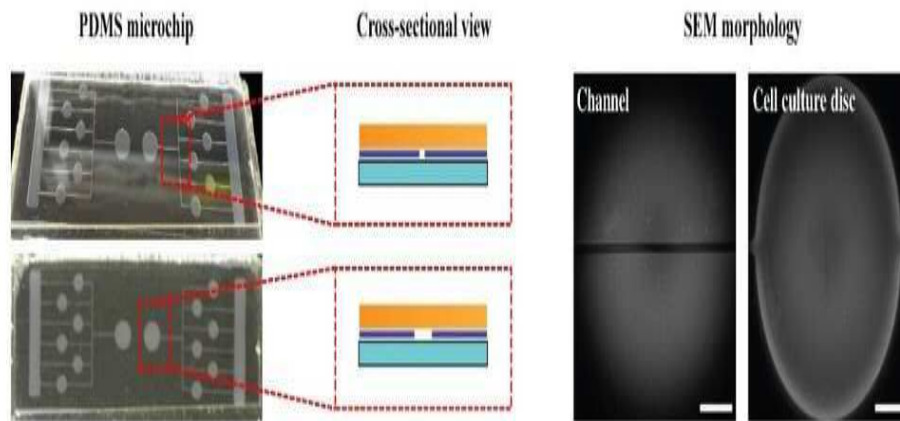 PDMS microchip
Cross-sectional view
SEM morphology
Channel
Cell culture disc